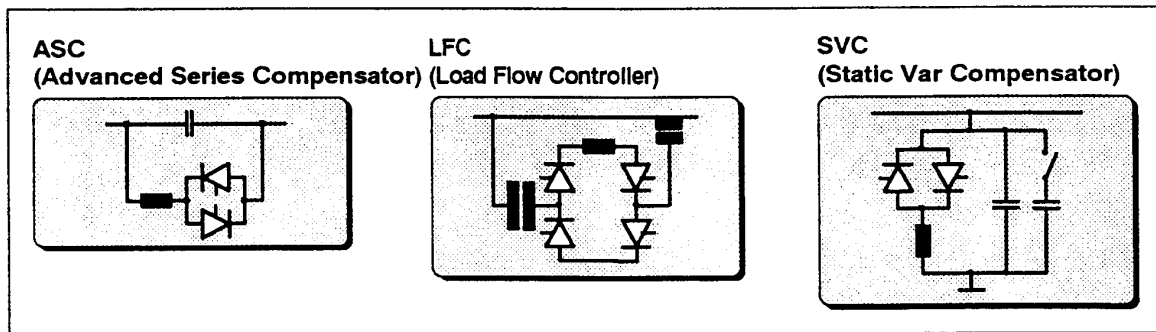 ASC
(Advanced Series Compensator)
LFC
(Load Flow Controller)
SVC
(Static Var Compensator)